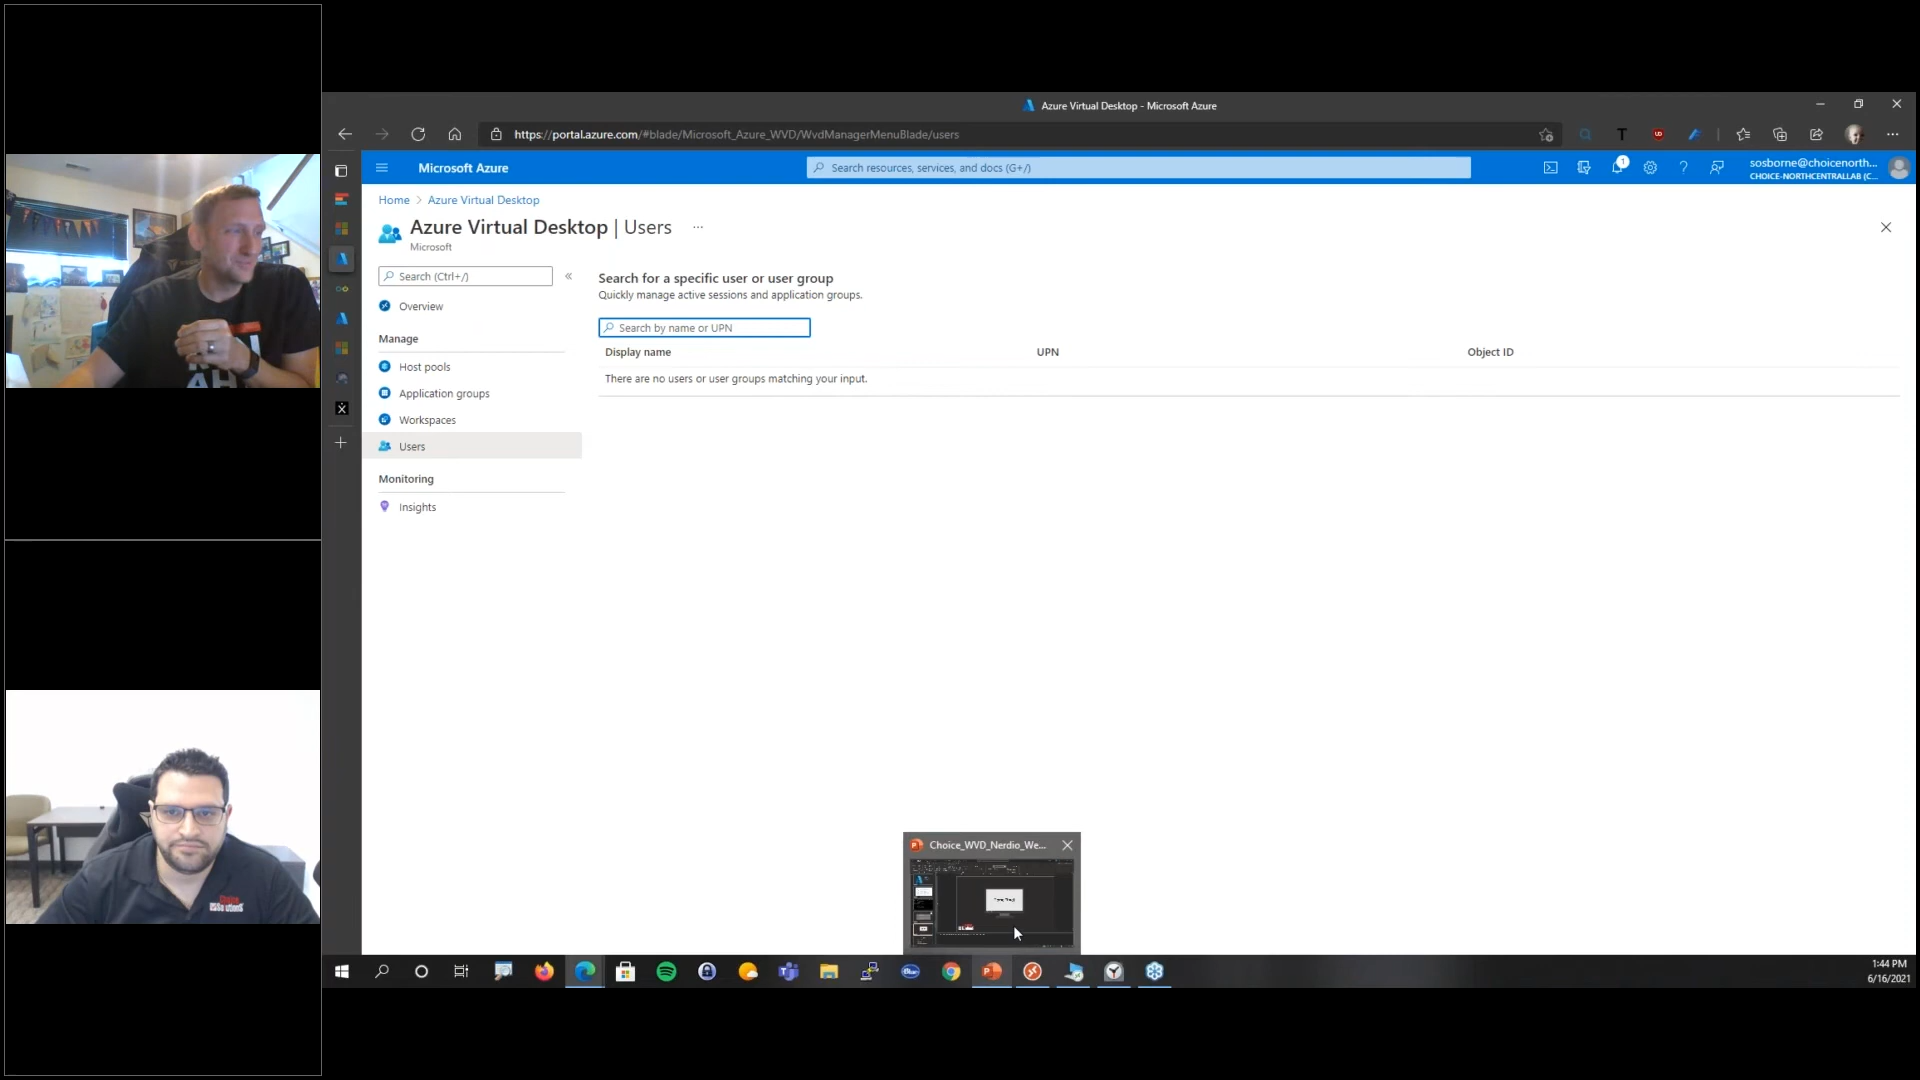 Azure Virtual Desktop - Microsoft Azure
https://portal.azure.com/#blade/Microsoft_Azure_WVD/WvdManagerMenuBlade/users
Microsoft Azure
Search resources, services, and docs (G+/)
1
sosborne@choicenorth...
CHOICE-NORTHCENTRALLAB (C...
Home > Azure Virtual Desktop
Azure Virtual Desktop | Users ...
Microsoft
Search (Ctrl+/)
Overview
Manage
Host pools
Application groups
Workspaces
Users
Monitoring
Insights
Search for a specific user or user group
Quickly manage active sessions and application groups.
Search by name or UPN
Display name UPN Object ID
There are no users or user groups matching your input.
Choice_WVD_Nerdio_We...
1:44 PM
6/16/2021